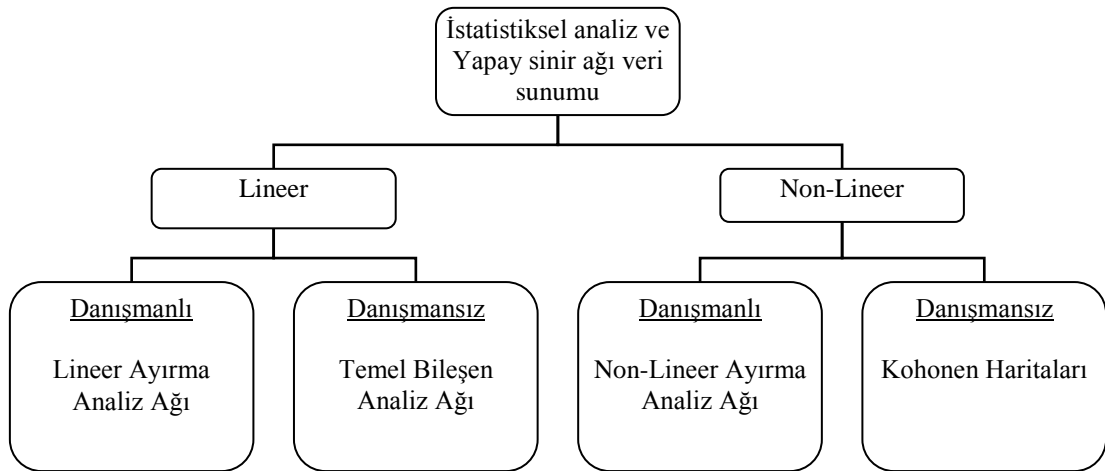 İstatistiksel analiz ve
Yapay sinir ağı veri
sunumu
Lineer
Non-Lineer
Danışmanlı
Lineer Ayırma
Analiz Ağı
Danışmansız
Temel Bileşen
Analiz Ağı
Danışmanlı
Non-Lineer Ayırma
Analiz Ağı
Danışmansız
Kohonen Haritaları